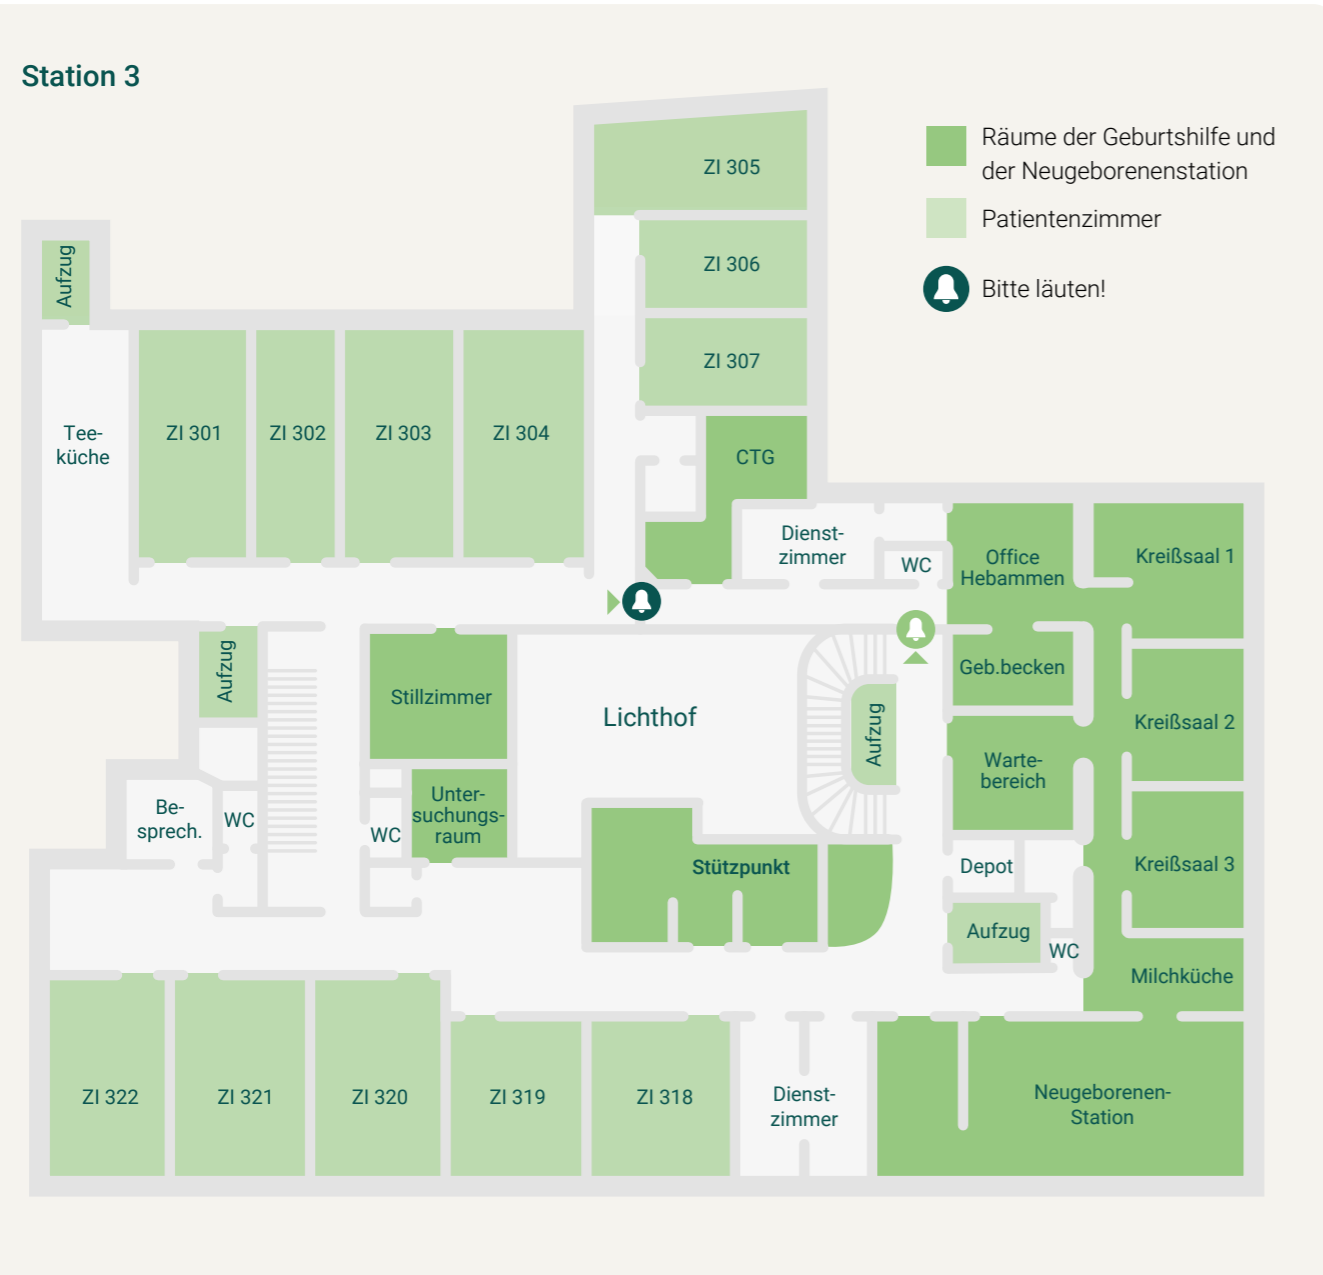 Station 3
Räume der Geburtshilfe und
der Neugeborenenstation
Patientenzimmer
Bitte läuten!
ZI 305
ZI 306
ZI 307
Aufzug
Tee-
küche
ZI 301
ZI 302
ZI 303
ZI 304
CTG
Dienst-
zimmer
WC
Office
Hebammen
Kreißsaal 1
Aufzug
Stillzimmer
Lichthof
Aufzug
Geb.becken
Kreißsaal 2
Warte-
bereich
Be-
sprech.
WC
WC
Unter-
suchungs-
raum
Stützpunkt
Depot
Kreißsaal 3
Aufzug
WC
Milchküche
ZI 322
ZI 321
ZI 320
ZI 319
ZI 318
Dienst-
zimmer
Neugeborenen-
Station